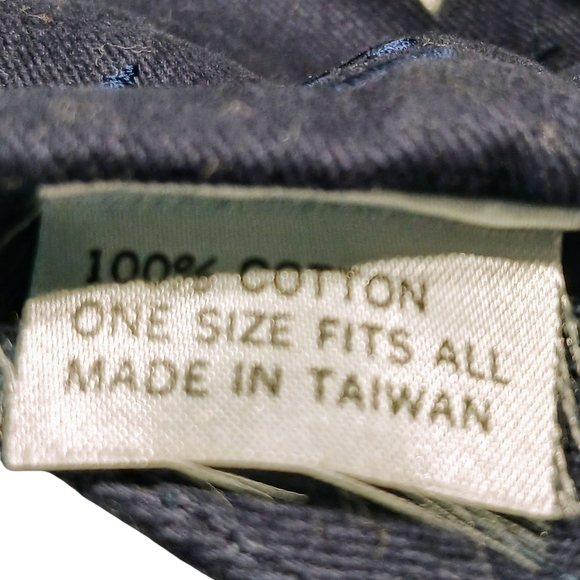 100% COTTON
ONE SIZE FITS ALL
MADE IN TAIWAN